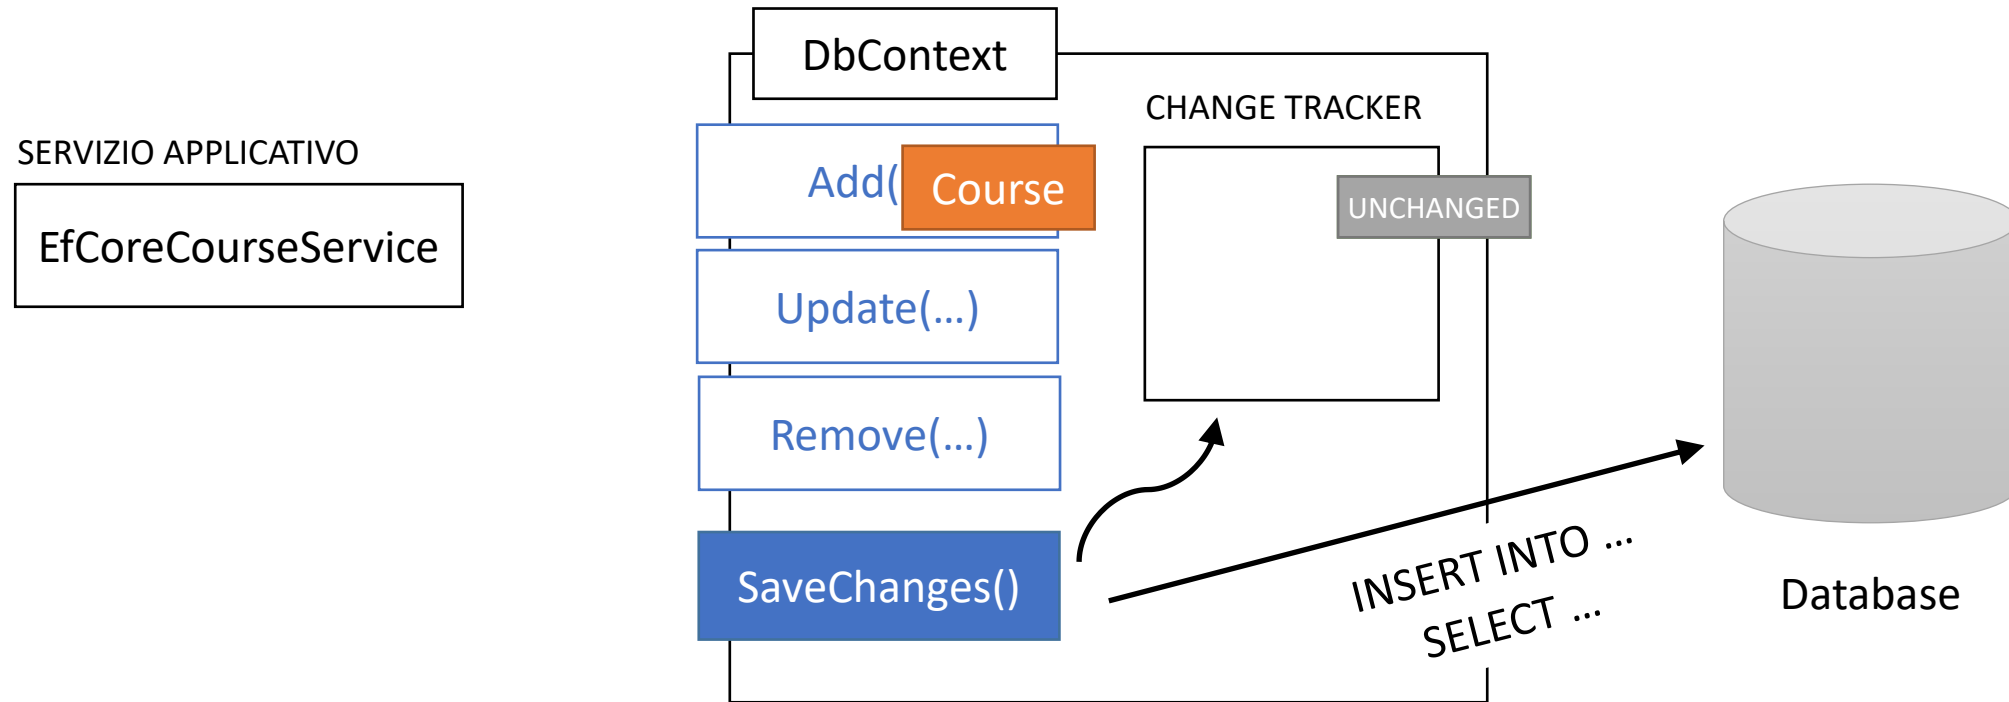 SERVIZIO APPLICATIVO
EfCoreCourseService
DbContext
Add(
Course
Update(...)
Remove(...)
SaveChanges()
CHANGE TRACKER
UNCHANGED
INSERT INTO ...
SELECT ...
Database